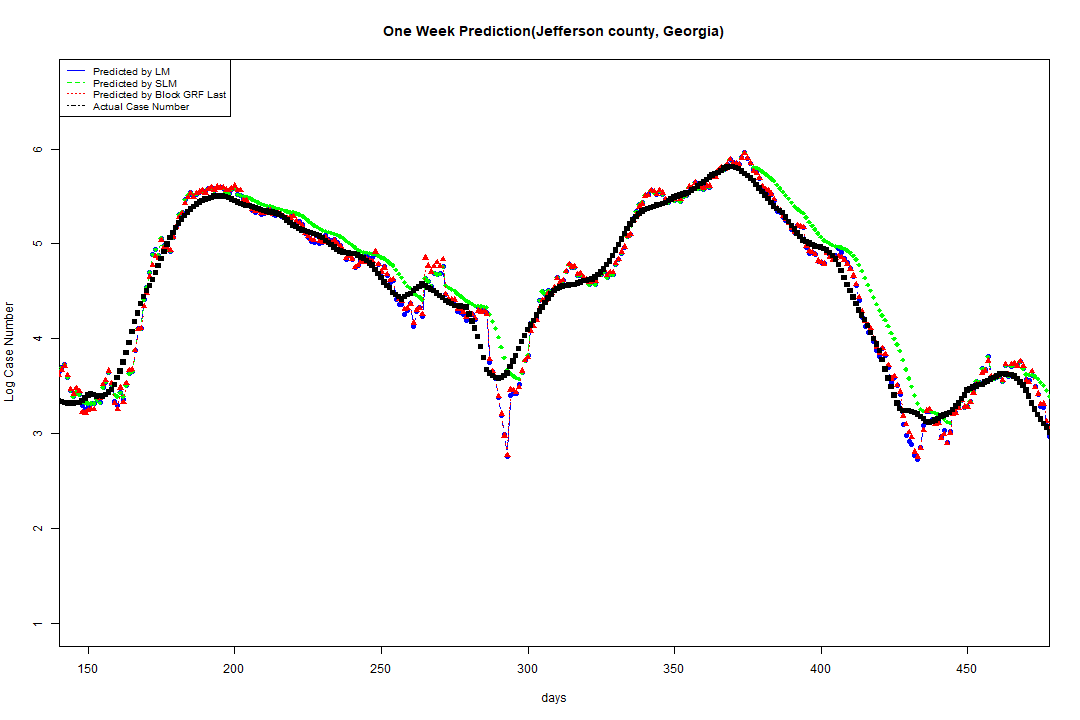 One Week Prediction(Jefferson county, Georgia)
Predicted by LM
Predicted by SLM
Predicted by Block GRF Last
Actual Case Number
6
5
4
3
2
1
Log Case Number
150 200 250 300 350 400 450
days